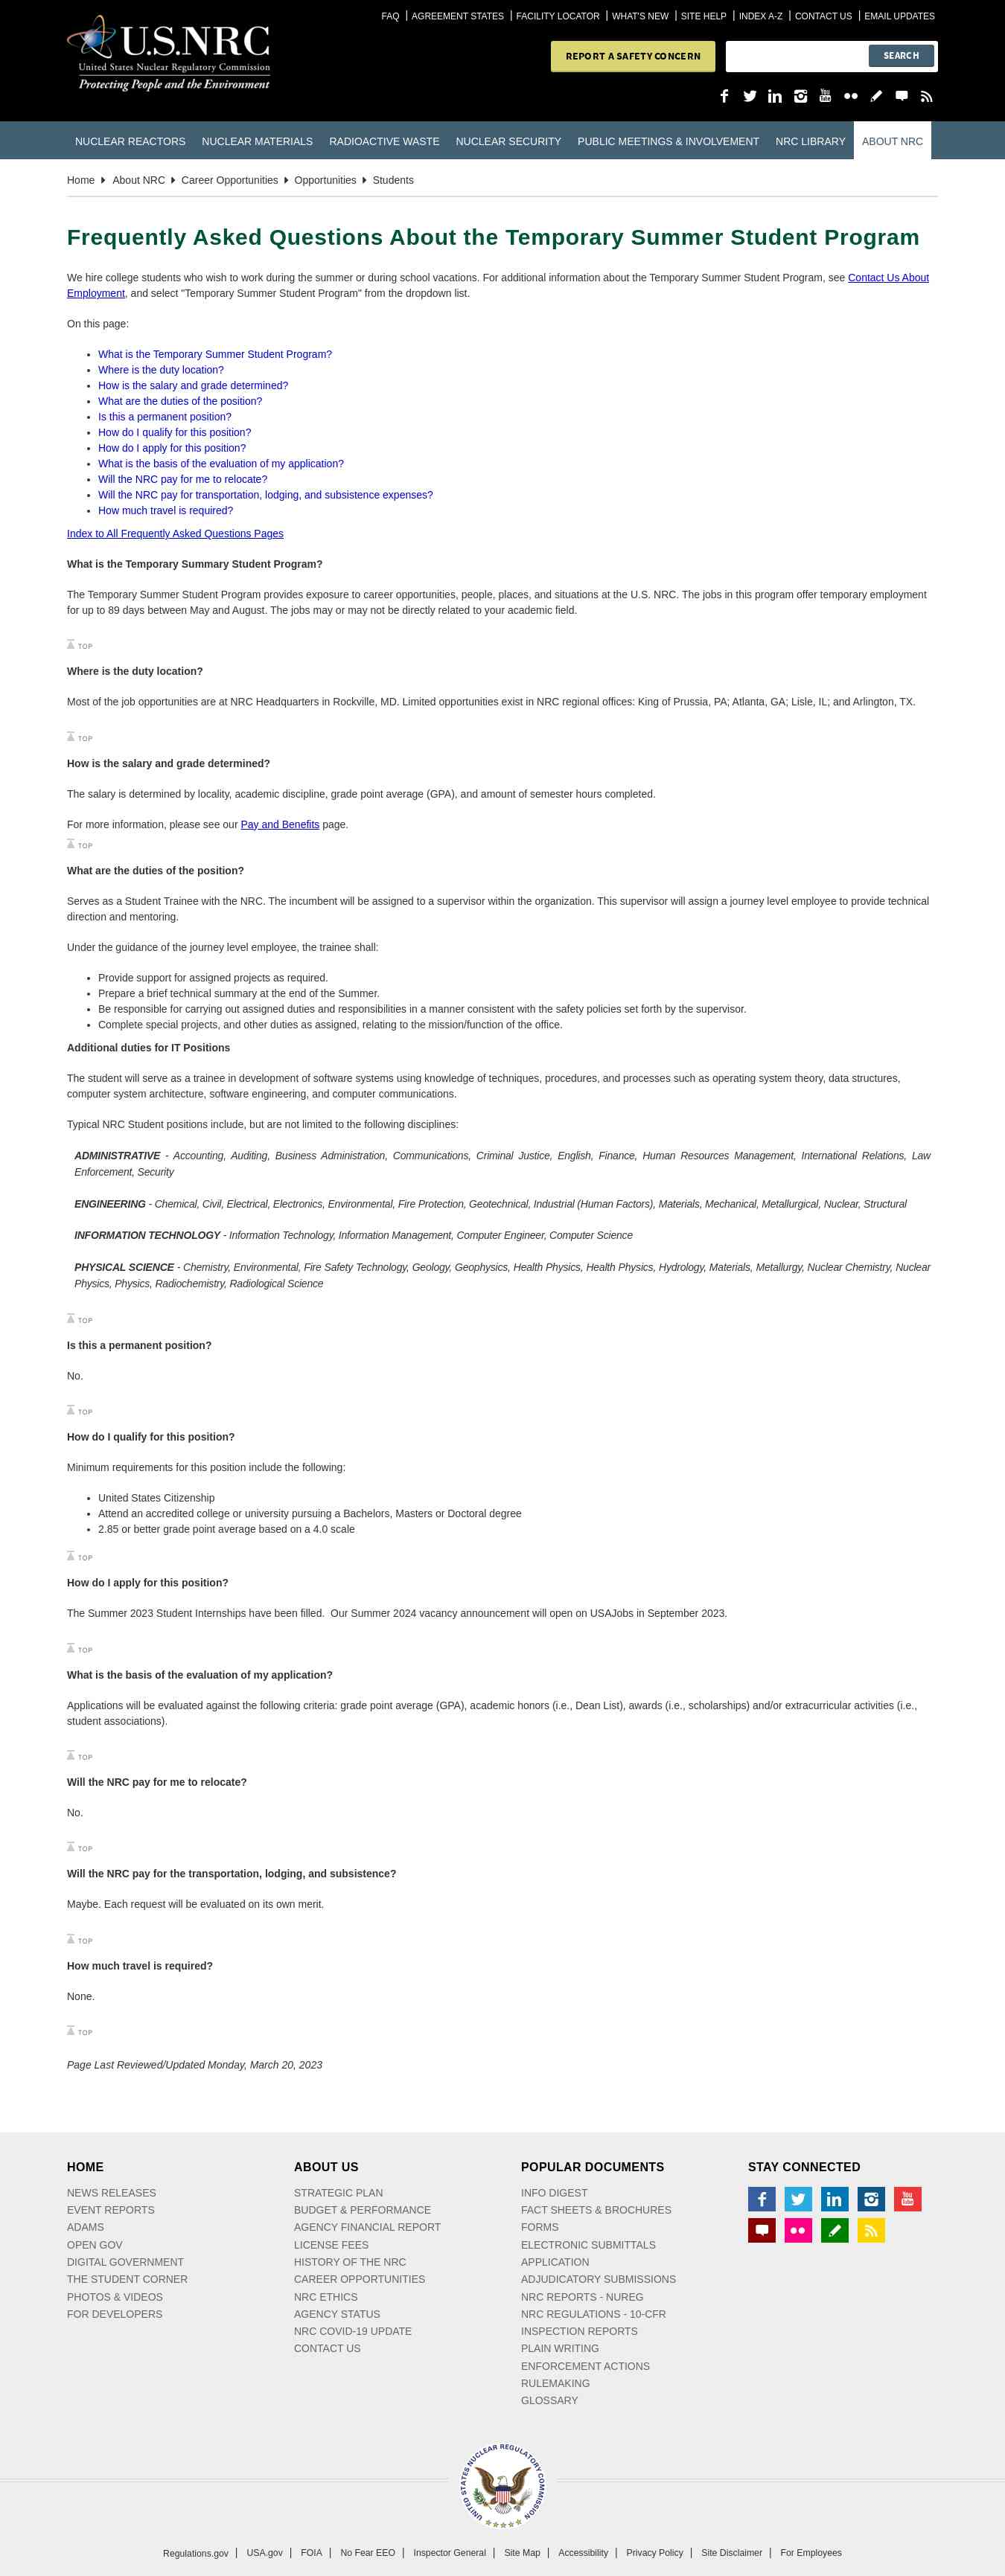 FAQ | AGREEMENT STATES | FACILITY LOCATOR | WHAT'S NEW | SITE HELP | INDEX A-Z | CONTACT US | EMAIL UPDATES
U.S.NRC
United States Nuclear Regulatory Commission
Protecting People and the Environment
REPORT A SAFETY CONCERN
SEARCH
NUCLEAR REACTORS NUCLEAR MATERIALS RADIOACTIVE WASTE NUCLEAR SECURITY PUBLIC MEETINGS & INVOLVEMENT NRC LIBRARY ABOUT NRC
Home About NRC Career Opportunities Opportunities Students
Frequently Asked Questions About the Temporary Summer Student Program
We hire college students who wish to work during the summer or during school vacations. For additional information about the Temporary Summer Student Program, see Contact Us About
Employment, and select "Temporary Summer Student Program" from the dropdown list.
On this page:
• What is the Temporary Summer Student Program?
• Where is the duty location?
• How is the salary and grade determined?
• What are the duties of the position?
• Is this a permanent position?
• How do I qualify for this position?
• How do I apply for this position?
• What is the basis of the evaluation of my application?
• Will the NRC pay for me to relocate?
• Will the NRC pay for transportation, lodging, and subsistence expenses?
• How much travel is required?
Index to All Frequently Asked Questions Pages
What is the Temporary Summary Student Program?
The Temporary Summer Student Program provides exposure to career opportunities, people, places, and situations at the U.S. NRC. The jobs in this program offer temporary employment
for up to 89 days between May and August. The jobs may or may not be directly related to your academic field.
TOP
Where is the duty location?
Most of the job opportunities are at NRC Headquarters in Rockville, MD. Limited opportunities exist in NRC regional offices: King of Prussia, PA; Atlanta, GA; Lisle, IL; and Arlington, TX.
TOP
How is the salary and grade determined?
The salary is determined by locality, academic discipline, grade point average (GPA), and amount of semester hours completed.
For more information, please see our Pay and Benefits page.
TOP
What are the duties of the position?
Serves as a Student Trainee with the NRC. The incumbent will be assigned to a supervisor within the organization. This supervisor will assign a journey level employee to provide technical
direction and mentoring.
Under the guidance of the journey level employee, the trainee shall:
• Provide support for assigned projects as required.
• Prepare a brief technical summary at the end of the Summer.
• Be responsible for carrying out assigned duties and responsibilities in a manner consistent with the safety policies set forth by the supervisor.
• Complete special projects, and other duties as assigned, relating to the mission/function of the office.
Additional duties for IT Positions
The student will serve as a trainee in development of software systems using knowledge of techniques, procedures, and processes such as operating system theory, data structures,
computer system architecture, software engineering, and computer communications.
Typical NRC Student positions include, but are not limited to the following disciplines:
ADMINISTRATIVE - Accounting, Auditing, Business Administration, Communications, Criminal Justice, English, Finance, Human Resources Management, International Relations, Law
Enforcement, Security
ENGINEERING - Chemical, Civil, Electrical, Electronics, Environmental, Fire Protection, Geotechnical, Industrial (Human Factors), Materials, Mechanical, Metallurgical, Nuclear, Structural
INFORMATION TECHNOLOGY - Information Technology, Information Management, Computer Engineer, Computer Science
PHYSICAL SCIENCE - Chemistry, Environmental, Fire Safety Technology, Geology, Geophysics, Health Physics, Health Physics, Hydrology, Materials, Metallurgy, Nuclear Chemistry, Nuclear
Physics, Physics, Radiochemistry, Radiological Science
TOP
Is this a permanent position?
No.
TOP
How do I qualify for this position?
Minimum requirements for this position include the following:
• United States Citizenship
• Attend an accredited college or university pursuing a Bachelors, Masters or Doctoral degree
• 2.85 or better grade point average based on a 4.0 scale
TOP
How do I apply for this position?
The Summer 2023 Student Internships have been filled. Our Summer 2024 vacancy announcement will open on USAJobs in September 2023.
TOP
What is the basis of the evaluation of my application?
Applications will be evaluated against the following criteria: grade point average (GPA), academic honors (i.e., Dean List), awards (i.e., scholarships) and/or extracurricular activities (i.e.,
student associations).
TOP
Will the NRC pay for me to relocate?
No.
TOP
Will the NRC pay for the transportation, lodging, and subsistence?
Maybe. Each request will be evaluated on its own merit.
TOP
How much travel is required?
None.
TOP
Page Last Reviewed/Updated Monday, March 20, 2023
HOME
NEWS RELEASES
EVENT REPORTS
ADAMS
OPEN GOV
DIGITAL GOVERNMENT
THE STUDENT CORNER
PHOTOS & VIDEOS
FOR DEVELOPERS
ABOUT US
STRATEGIC PLAN
BUDGET & PERFORMANCE
AGENCY FINANCIAL REPORT
LICENSE FEES
HISTORY OF THE NRC
CAREER OPPORTUNITIES
NRC ETHICS
AGENCY STATUS
NRC COVID-19 UPDATE
CONTACT US
POPULAR DOCUMENTS
INFO DIGEST
FACT SHEETS & BROCHURES
FORMS
ELECTRONIC SUBMITTALS
APPLICATION
ADJUDICATORY SUBMISSIONS
NRC REPORTS - NUREG
NRC REGULATIONS - 10-CFR
INSPECTION REPORTS
PLAIN WRITING
ENFORCEMENT ACTIONS
RULEMAKING
GLOSSARY
STAY CONNECTED
You Tube
UNITED STATES NUCLEAR REGULATORY COMMISSION
Regulations.gov | USA.gov | FOIA | No Fear EEO | Inspector General | Site Map | Accessibility | Privacy Policy | Site Disclaimer | For Employees